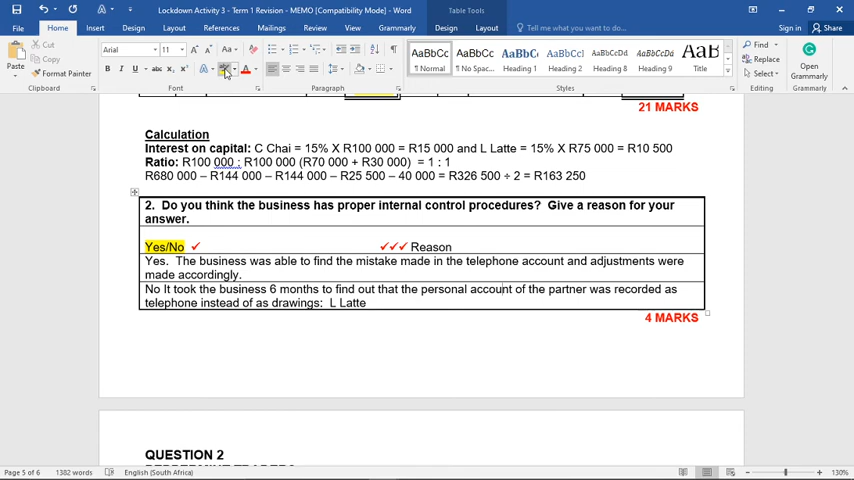 Lockdown Activity 3 - Term 1 Revision - MEMO [Compatibility Mode] - Word
Table Tools
Sign in
Share
File
Home
Insert
Draw
Layout
References
Mailings
Review
View
Grammarly
Design
Layout
Tell me what you want to do...
Paste
Cut
Copy
Format Painter
Clipboard
Arial
11
Font
Paragraph
AaBbCc
¶ Normal
AaBbCc
¶ No Spac...
AaBbCc
Heading 1
AaBbCc
Heading 2
AaBbCcDd
Heading 8
AaBbCcDd
Heading 9
AaB
Title
Styles
Find
Replace
Select
Editing
Open
Grammarly
Grammarly
21 MARKS
Calculation
Interest on capital: C Chai = 15% X R100 000 = R15 000 and L Latte = 15% X R75 000 = R10 500
Ratio: R100 000 : R100 000 (R70 000 + R30 000) = 1 : 1
R680 000 – R144 000 – R144 000 – R25 500 – 40 000 = R326 500 ÷ 2 = R163 250
2. Do you think the business has proper internal control procedures? Give a reason for your
answer.
Yes/No ✓ ✓✓✓ Reason
Yes. The business was able to find the mistake made in the telephone account and adjustments were
made accordingly.
No It took the business 6 months to find out that the personal account of the partner was recorded as
telephone instead of as drawings: L Latte
4 MARKS
QUESTION 2
Page 5 of 6
1382 words
English (South Africa)
130%